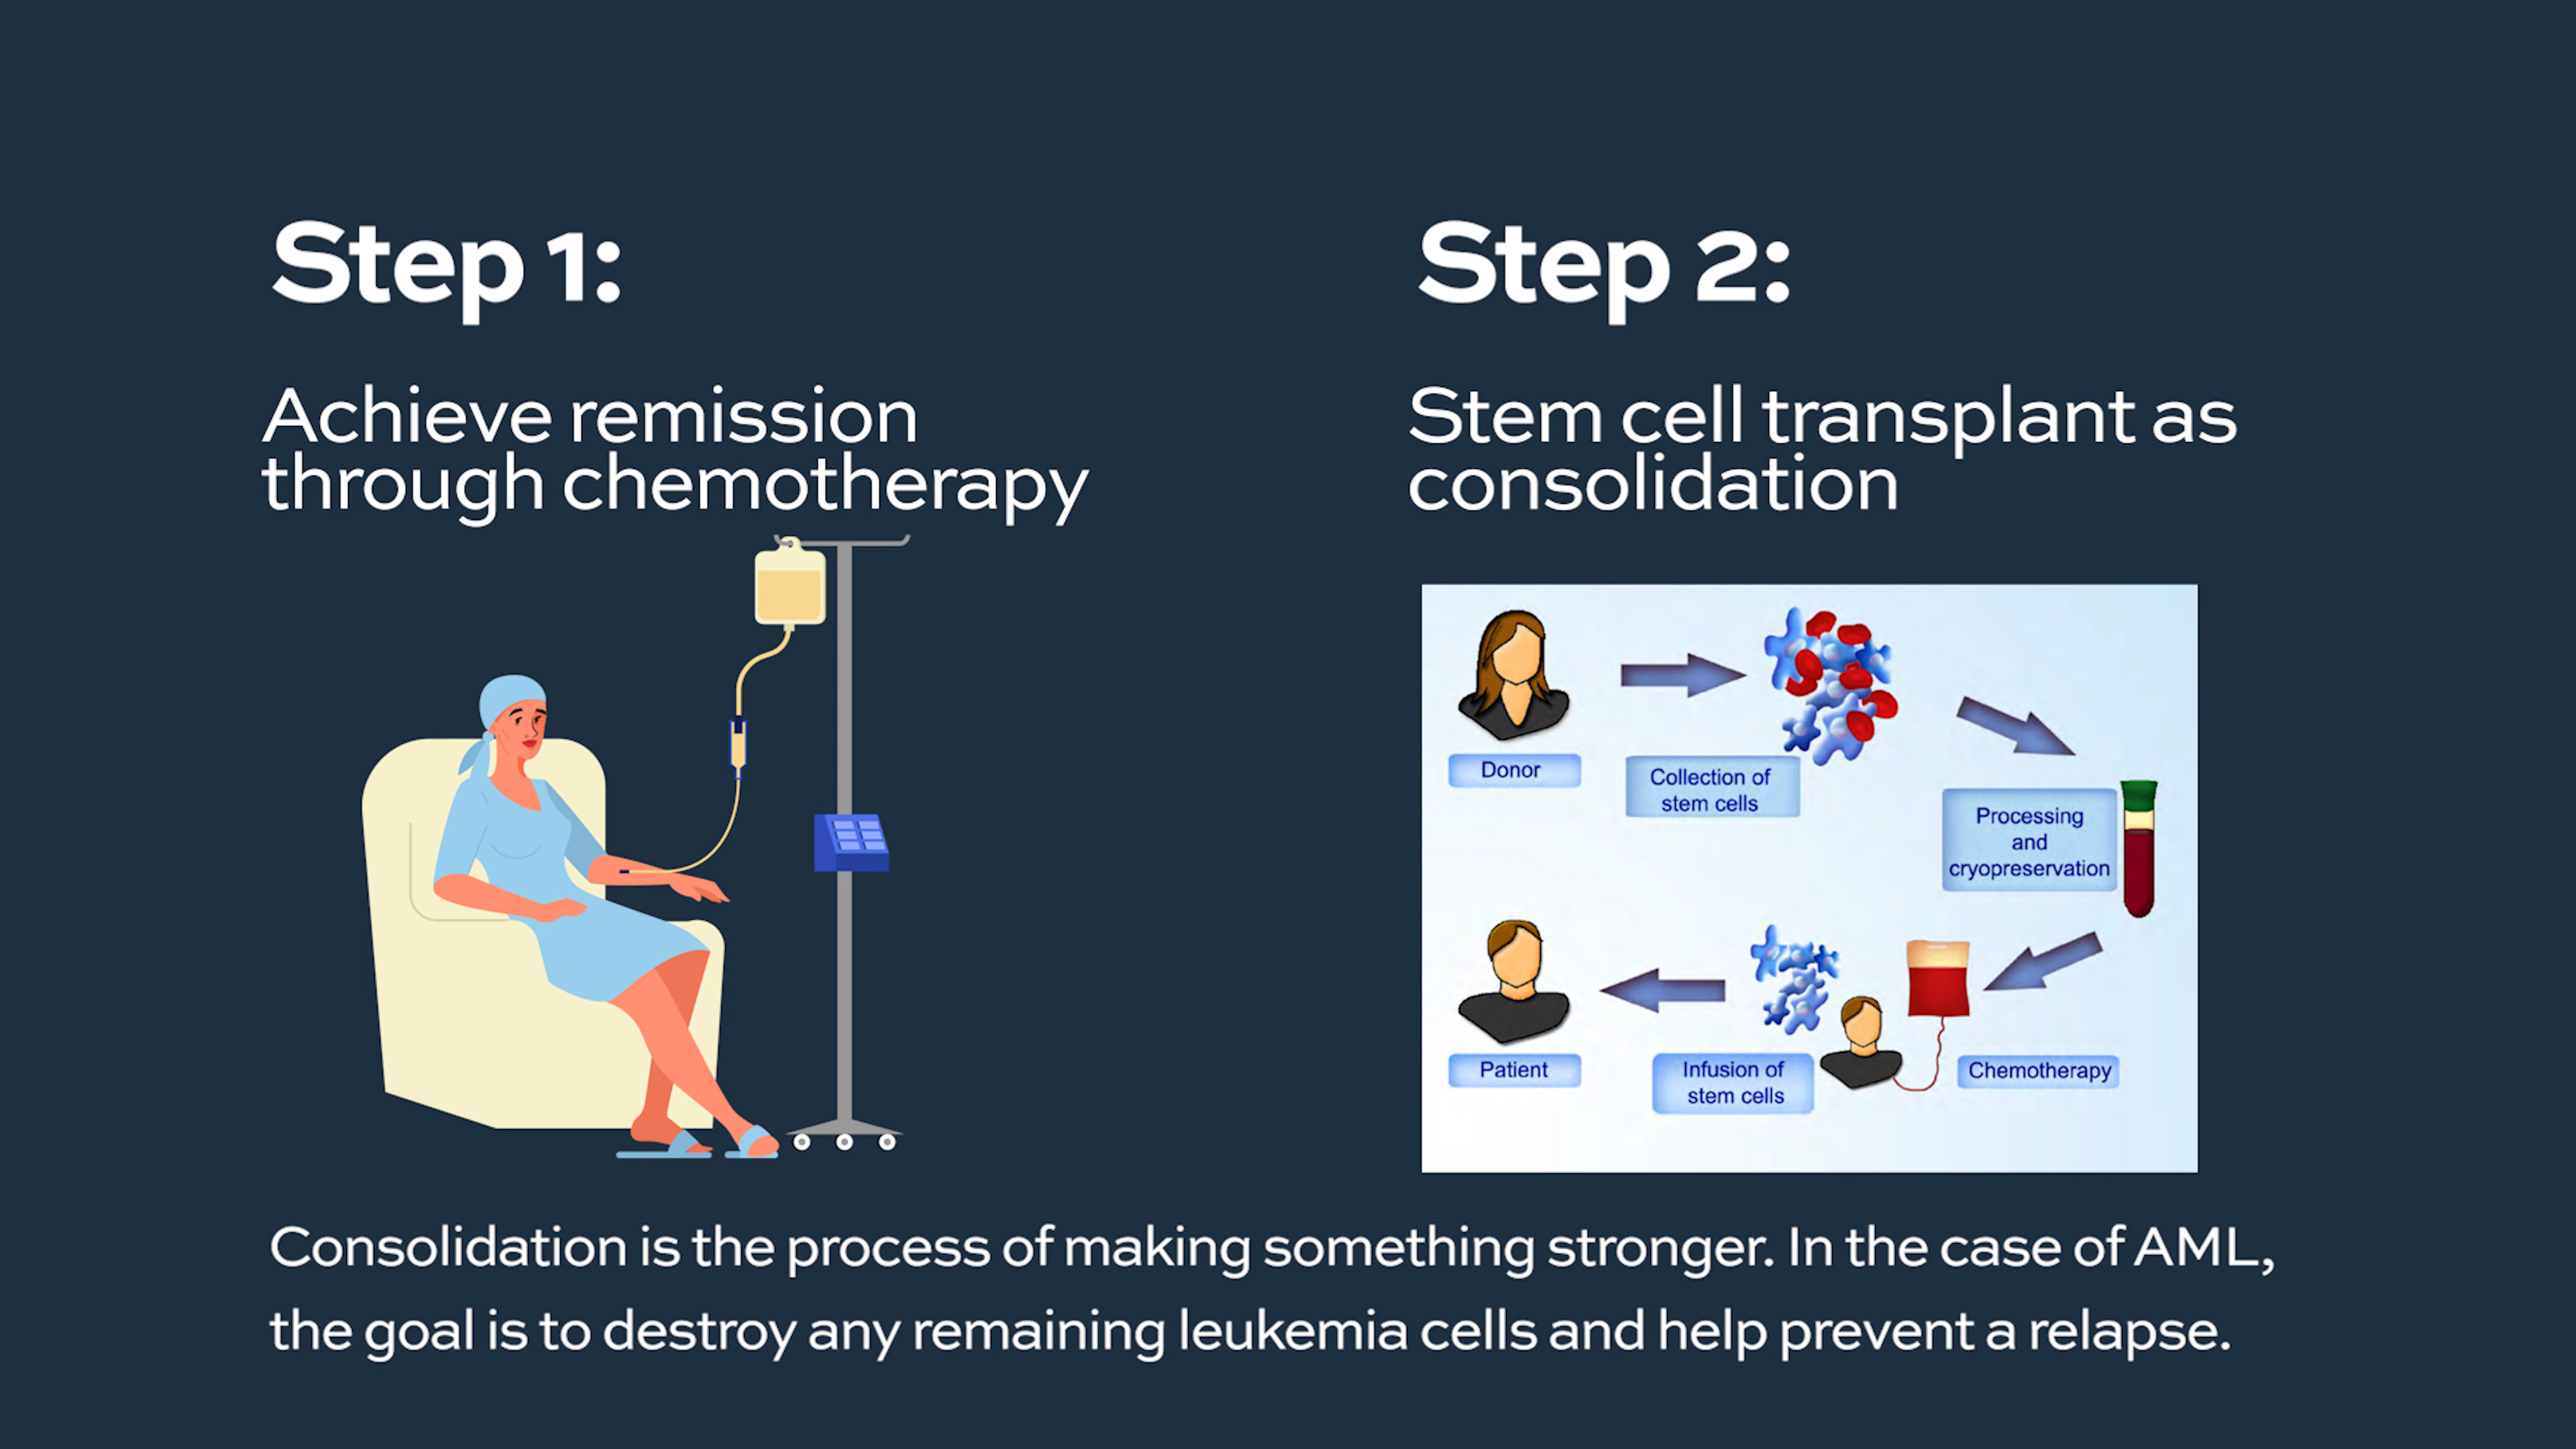 Step 1:
Achieve remission
through chemotherapy
Step 2:
Stem cell transplant as
consolidation
Donor
Collection of
stem cells
Processing
and
cryopreservation
Patient
Infusion of
stem cells
Chemotherapy
Consolidation is the process of making something stronger. In the case of AML,
the goal is to destroy any remaining leukemia cells and help prevent a relapse.